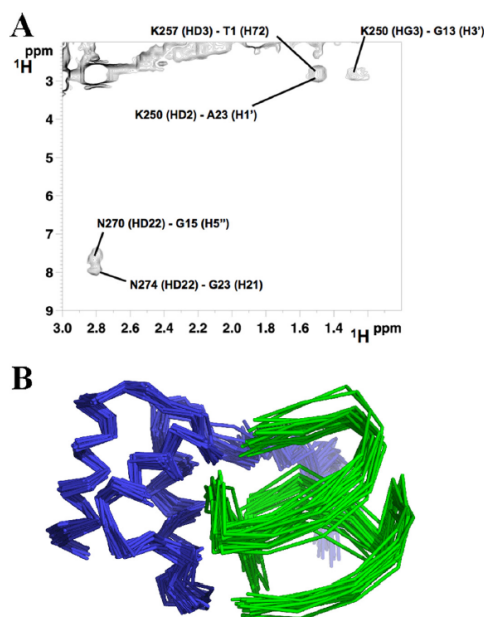 A
ppm
¹H
K257 (HD3) - T1 (H72)
K250 (HG3) - G13 (H3')
3
K250 (HD2) - A23 (H1')
4
5
6
7
N270 (HD22) - G15 (H5'')
8
N274 (HD22) - G23 (H21)
9
3.0 2.8 2.6 2.4 2.2 2.0 1.8 1.6 1.4 ¹H ppm
B